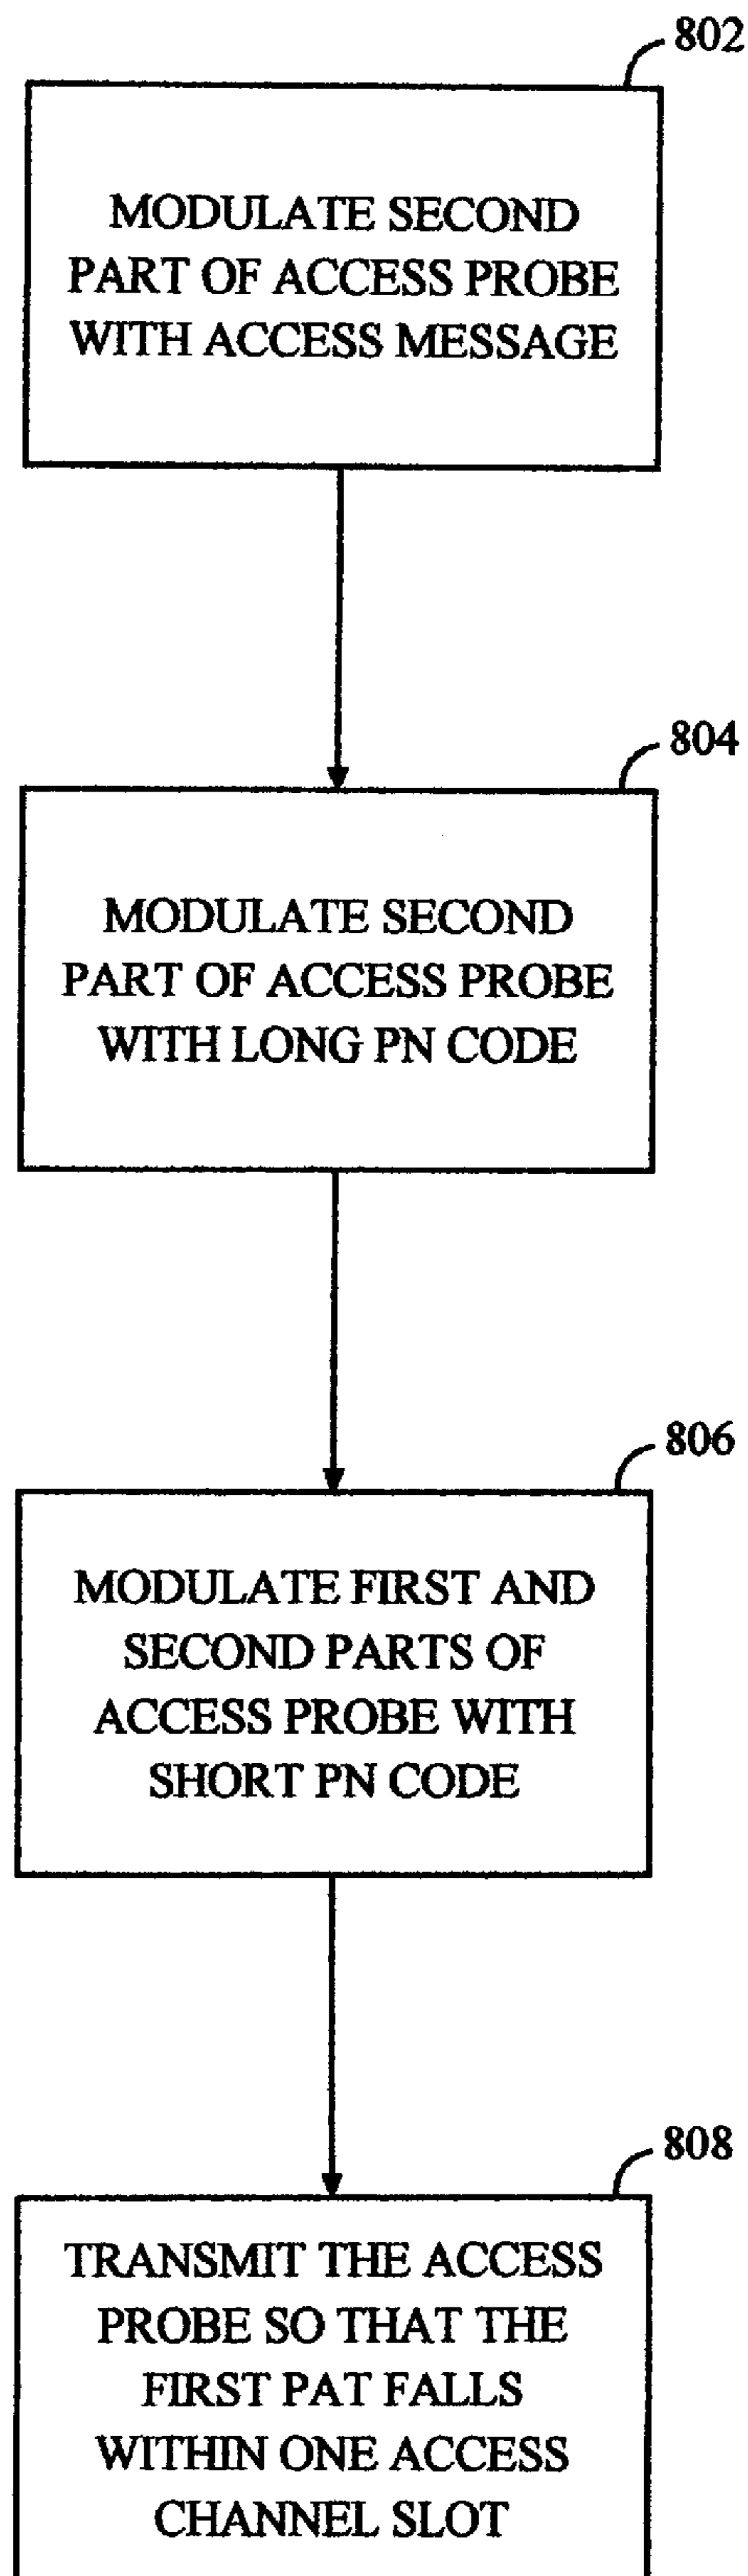 802
MODULATE SECOND
PART OF ACCESS PROBE
WITH ACCESS MESSAGE
804
MODULATE SECOND
PART OF ACCESS PROBE
WITH LONG PN CODE
806
MODULATE FIRST AND
SECOND PARTS OF
ACCESS PROBE WITH
SHORT PN CODE
808
TRANSMIT THE ACCESS
PROBE SO THAT THE
FIRST PAT FALLS
WITHIN ONE ACCESS
CHANNEL SLOT